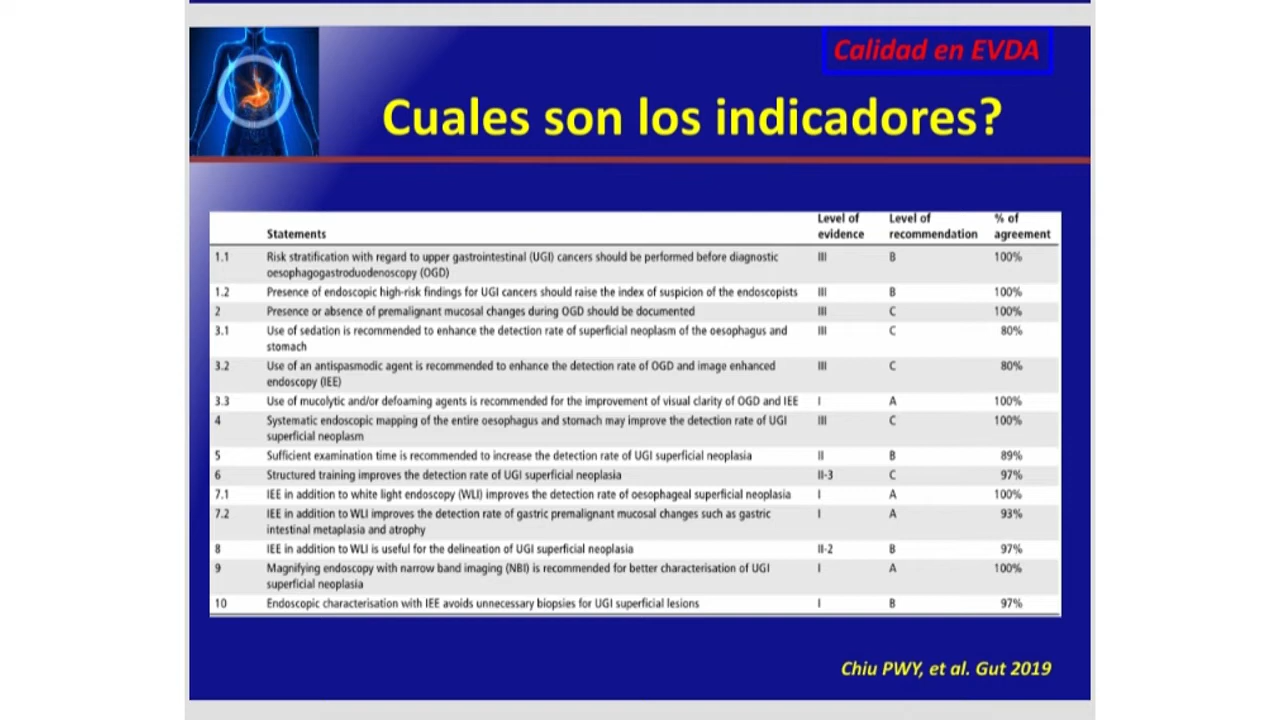 Calidad en EVDA
Cuales son los indicadores?
Statements Level of evidence Level of recommendation % of agreement
1.1 Risk stratification with regard to upper gastrointestinal (UGI) cancers should be performed before diagnostic III B 100%
oesophagogastroduodenoscopy (OGD)
1.2 Presence of endoscopic high-risk findings for UGI cancers should raise the index of suspicion of the endoscopists III B 100%
2 Presence or absence of premalignant mucosal changes during OGD should be documented III C 100%
3.1 Use of sedation is recommended to enhance the detection rate of superficial neoplasm of the oesophagus and III C 80%
stomach
3.2 Use of an antispasmodic agent is recommended to enhance the detection rate of OGD and image enhanced III C 80%
endoscopy (IEE)
3.3 Use of mucolytic and/or defoaming agents is recommended for the improvement of visual clarity of OGD and IEE I A 100%
4 Systematic endoscopic mapping of the entire oesophagus and stomach may improve the detection rate of UGI III C 100%
superficial neoplasm
5 Sufficient examination time is recommended to increase the detection rate of UGI superficial neoplasia II B 89%
6 Structured training improves the detection rate of UGI superficial neoplasia II-3 C 97%
7.1 IEE in addition to white light endoscopy (WLI) improves the detection rate of oesophageal superficial neoplasia I A 100%
7.2 IEE in addition to WLI improves the detection rate of gastric premalignant mucosal changes such as gastric I A 93%
intestinal metaplasia and atrophy
8 IEE in addition to WLI is useful for the delineation of UGI superficial neoplasia II-2 B 97%
9 Magnifying endoscopy with narrow band imaging (NBI) is recommended for better characterisation of UGI I A 100%
superficial neoplasia
10 Endoscopic characterisation with IEE avoids unnecessary biopsies for UGI superficial lesions I B 97%
Chiu PWY, et al. Gut 2019